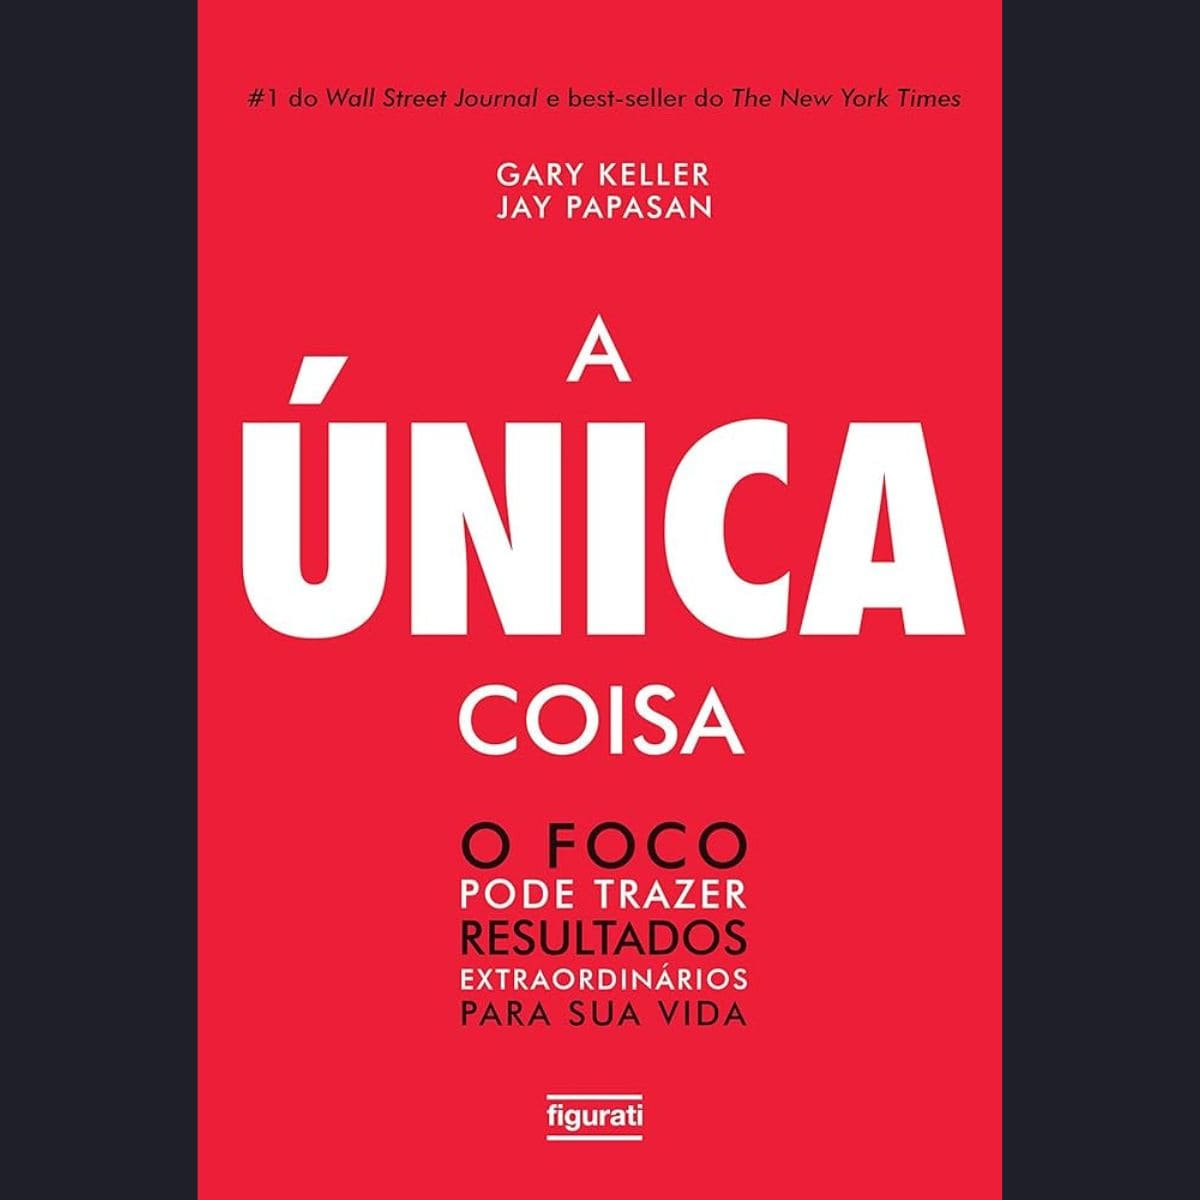 #1 do Wall Street Journal e best-seller do The New York Times
GARY KELLER
JAY PAPASAN
A
ÚNICA
COISA
O FOCO
PODE TRAZER
RESULTADOS
EXTRAORDINÁRIOS
PARA SUA VIDA
figurati